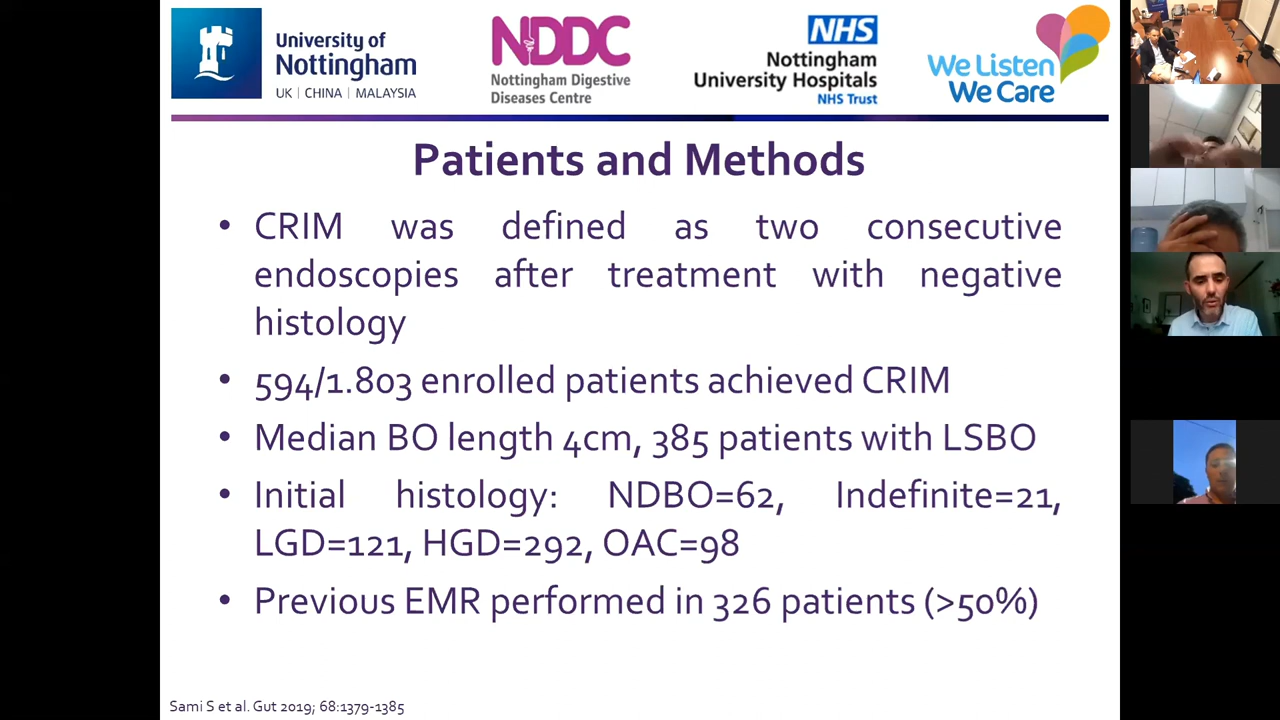 University of
Nottingham
UK | CHINA | MALAYSIA
NDDC
Nottingham Digestive
Diseases Centre
NHS
Nottingham
University Hospitals
NHS Trust
We Listen
We Care
Patients and Methods
• CRIM was defined as two consecutive
endoscopies after treatment with negative
histology
• 594/1.803 enrolled patients achieved CRIM
• Median BO length 4cm, 385 patients with LSBO
• Initial histology: NDBO=62, Indefinite=21,
LGD=121, HGD=292, OAC=98
• Previous EMR performed in 326 patients (>50%)
Sami S et al. Gut 2019; 68:1379-1385